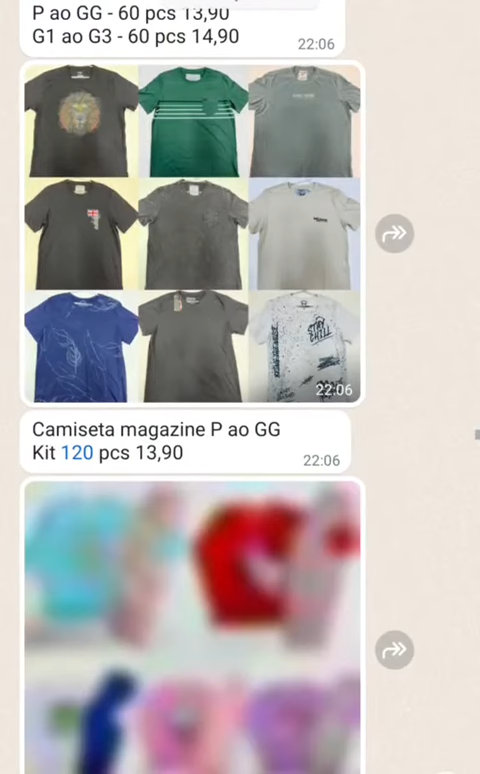 P ao GG - 60 pcs 13,90
G1 ao G3 - 60 pcs 14,90
22:06
22:06
Camiseta magazine P ao GG
Kit 120 pcs 13,90
22:06